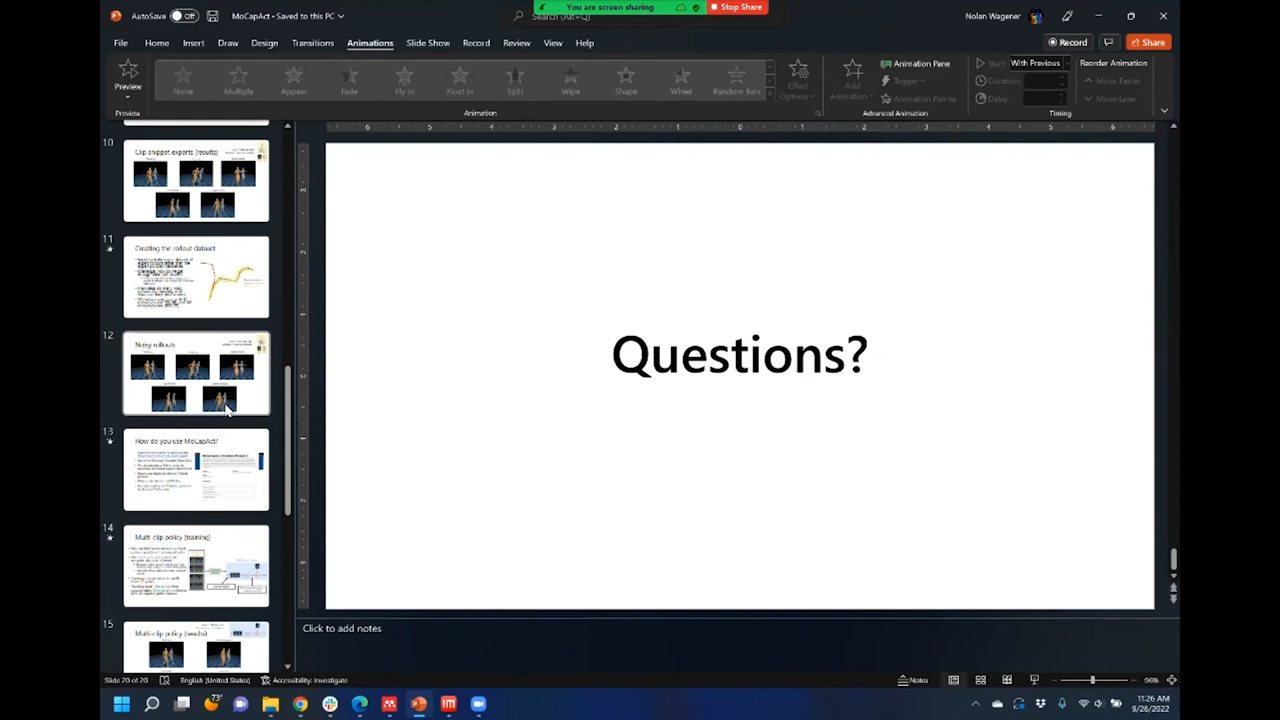 You are screen sharing
Stop Share
AutoSave Off MoCapAct - Saved to this PC
Search (Alt+Q)
Nolan Wagener
File Home Insert Draw Design Transitions Animations Slide Show Record Review View Help
Record Share
Preview
None Multiple Appear Fade Fly In Float In Split Wipe Shape Wheel Random Bars
Effect Options
Add Animation
Animation Pane
Trigger
Animation Painter
Start: With Previous
Duration:
Delay:
Reorder Animation
Move Earlier
Move Later
Preview Animation Advanced Animation Timing
10
Clip snippet experts (results)
11
Creating the rollout dataset
12
Noisy rollouts
13
How do you use MoCapAct?
14
Multi-clip policy (training)
15
Multi-clip policy (results)
Questions?
Click to add notes
Slide 20 of 20 English (United States) Accessibility: Investigate Notes 96%
73°
11:26 AM
9/26/2022